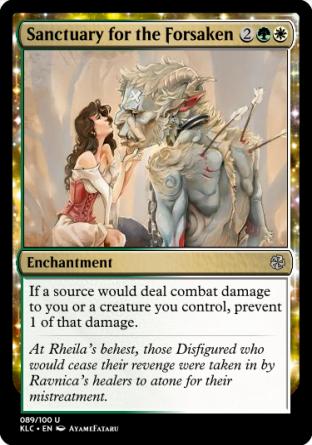 Sanctuary for the Forsaken 2
Enchantment
If a source would deal combat damage
to you or a creature you control, prevent
1 of that damage.
At Rheila's behest, those Disfigured who
would cease their revenge were taken in by
Ravnica's healers to atone for their
mistreatment.
089/100 U
KLC • EN AyameFataru